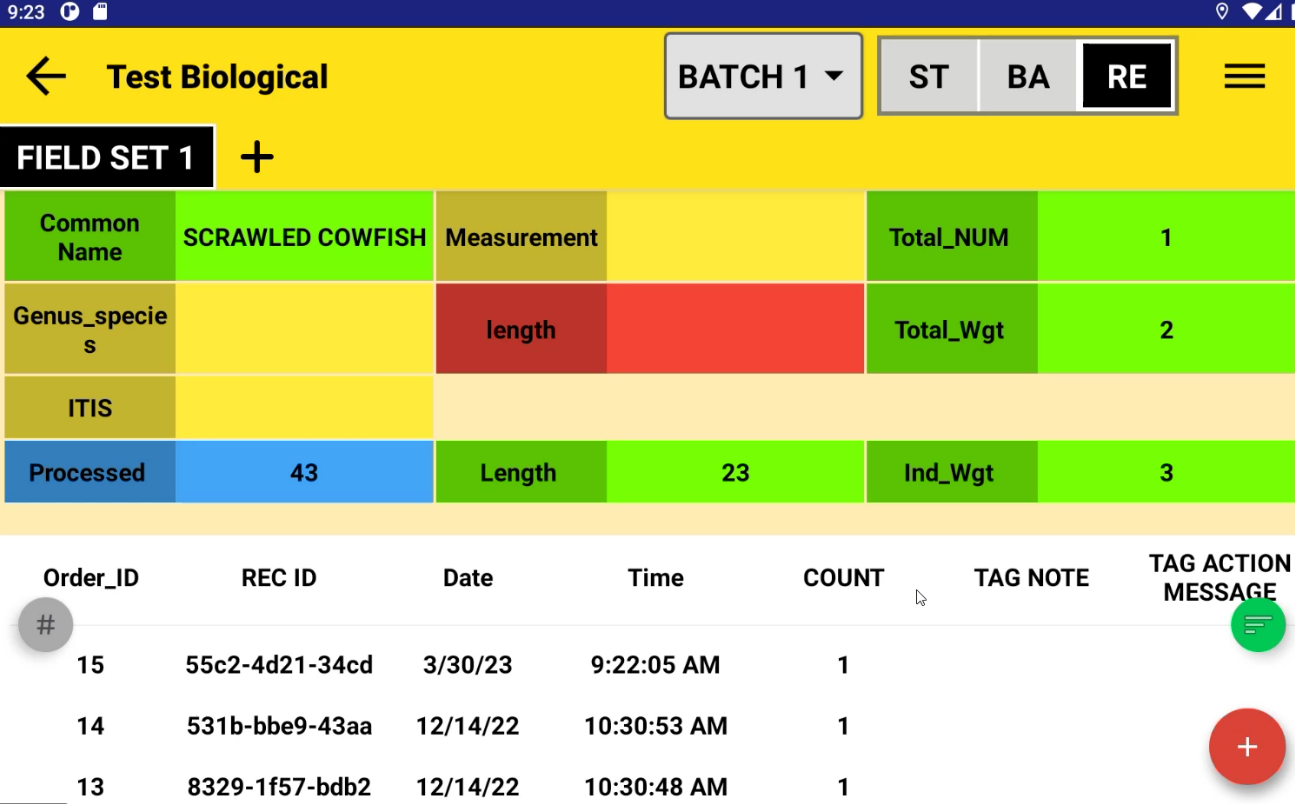 9:23
Test Biological
BATCH 1
ST BA RE
FIELD SET 1 +
Common
Name
SCRAWLED COWFISH
Measurement
Total_NUM
1
Genus_specie
s
length
Total_Wgt
2
ITIS
Processed
43
Length
23
Ind_Wgt
3
Order_ID
REC ID
Date
Time
COUNT
TAG NOTE
TAG ACTION
MESSAGE
#
15 55c2-4d21-34cd 3/30/23 9:22:05 AM 1
14 531b-bbe9-43aa 12/14/22 10:30:53 AM 1
+
13 8329-1f57-bdb2 12/14/22 10:30:48 AM 1